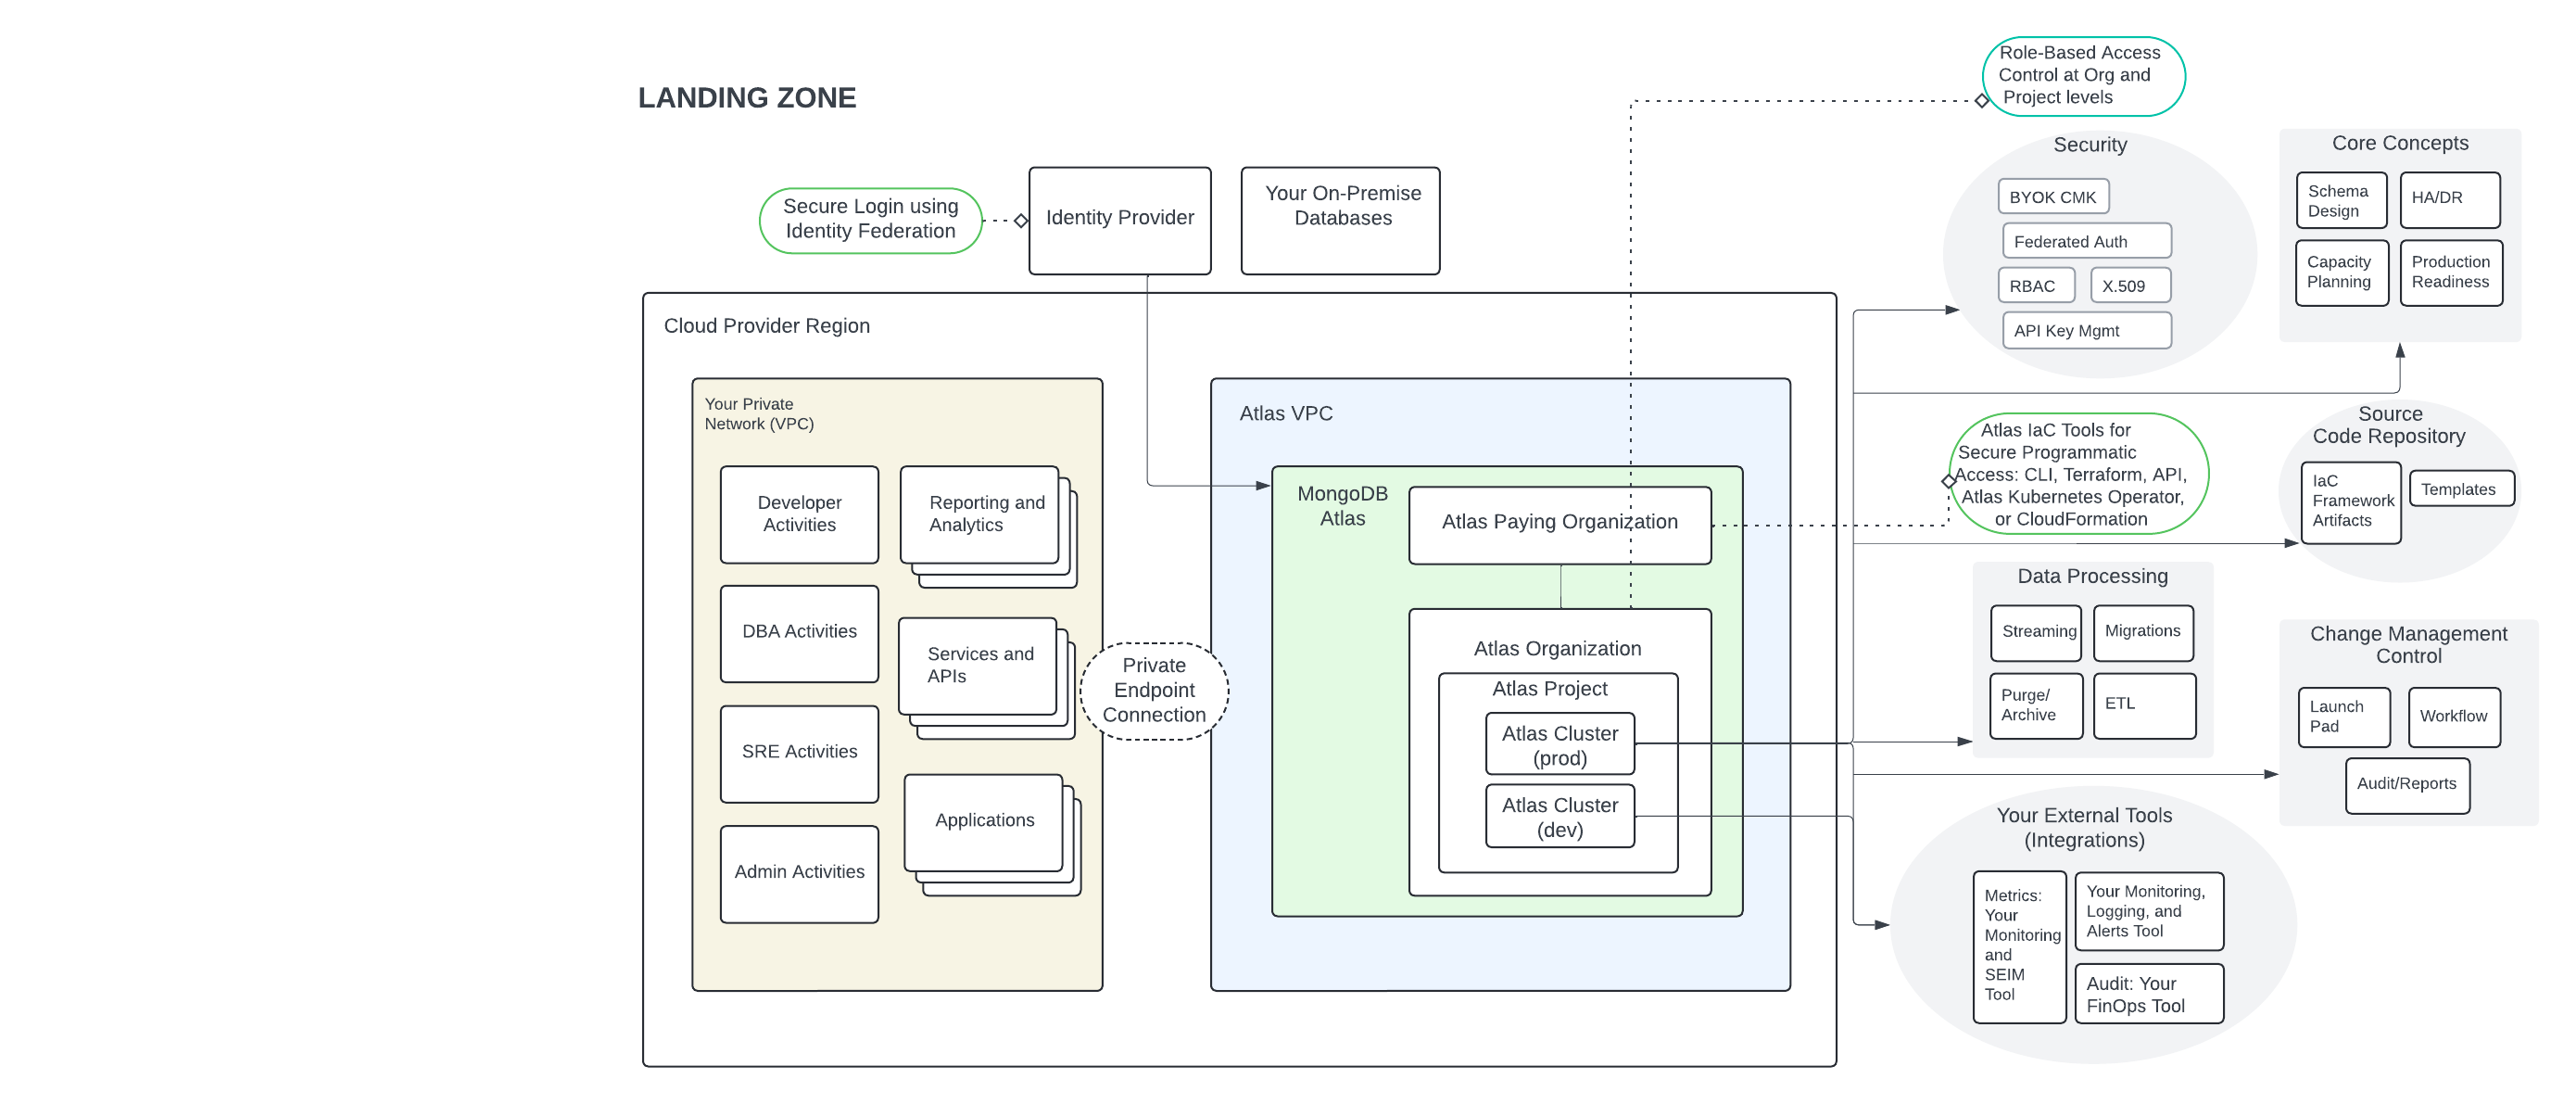 LANDING ZONE
Secure Login using
Identity Federation
Identity Provider
Your On-Premise
Databases
Cloud Provider Region
Your Private
Network (VPC)
Developer
Activities
DBA Activities
SRE Activities
Admin Activities
Reporting and
Analytics
Services and
APIs
Applications
Private
Endpoint
Connection
Atlas VPC
MongoDB
Atlas
Atlas Paying Organization
Atlas Organization
Atlas Project
Atlas Cluster
(prod)
Atlas Cluster
(dev)
Role-Based Access
Control at Org and
Project levels
Security
BYOK CMK
Federated Auth
RBAC
X.509
API Key Mgmt
Core Concepts
Schema
Design
HA/DR
Capacity
Planning
Production
Readiness
Atlas IaC Tools for
Secure Programmatic
Access: CLI, Terraform, API,
Atlas Kubernetes Operator,
or CloudFormation
Source
Code Repository
IaC
Framework
Artifacts
Templates
Data Processing
Streaming
Migrations
Purge/
Archive
ETL
Change Management
Control
Launch
Pad
Workflow
Audit/Reports
Your External Tools
(Integrations)
Metrics:
Your
Monitoring
and
SEIM
Tool
Your Monitoring,
Logging, and
Alerts Tool
Audit: Your
FinOps Tool